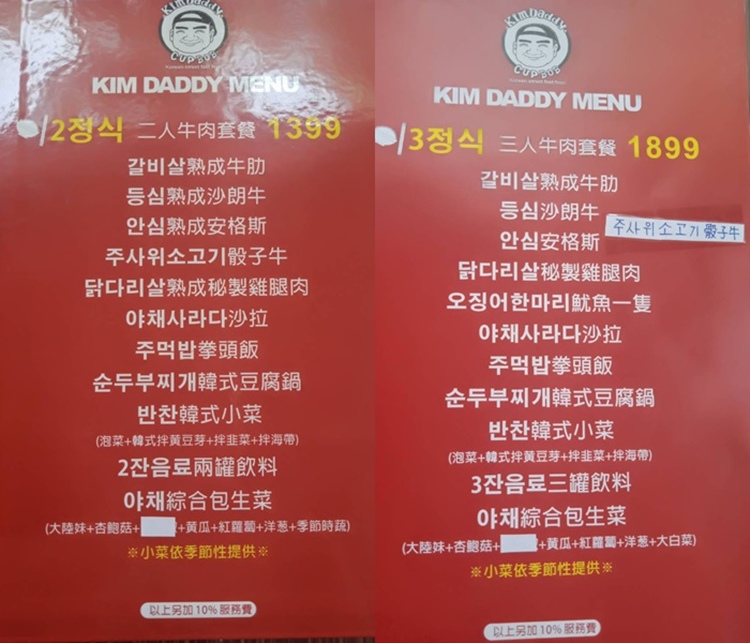 Kim Daddy
CUP BOB
KIM DADDY MENU
2정식 二人牛肉套餐 1399
갈비살熟成牛肋
등심熟成沙朗牛
안심熟成安格斯
주사위소고기骰子牛
닭다리살熟成秘製雞腿肉
야채사라다沙拉
주먹밥拳頭飯
순두부찌개韓式豆腐鍋
반찬韓式小菜
(泡菜+韓式拌黃豆芽+拌韭菜+拌海帶)
2잔음료兩罐飲料
야채綜合包生菜
(大陸妹+杏鮑菇+ +黃瓜+紅蘿蔔+洋葱+季節時蔬)
※小菜依季節性提供※
以上另加10%服務費
Kim Daddy
CUP BOB
KIM DADDY MENU
3정식 三人牛肉套餐 1899
갈비살熟成牛肋
등심沙朗牛
주사위소고기 骰子牛
안심安格斯
닭다리살秘製雞腿肉
오징어한마리魷魚一隻
야채사라다沙拉
주먹밥拳頭飯
순두부찌개韓式豆腐鍋
반찬韓式小菜
(泡菜+韓式拌黃豆芽+拌韭菜+拌海帶)
3잔음료三罐飲料
야채綜合包生菜
(大陸妹+杏鮑菇+ +黃瓜+紅蘿蔔+洋葱+大白菜)
※小菜依季節性提供※
以上另加10%服務費